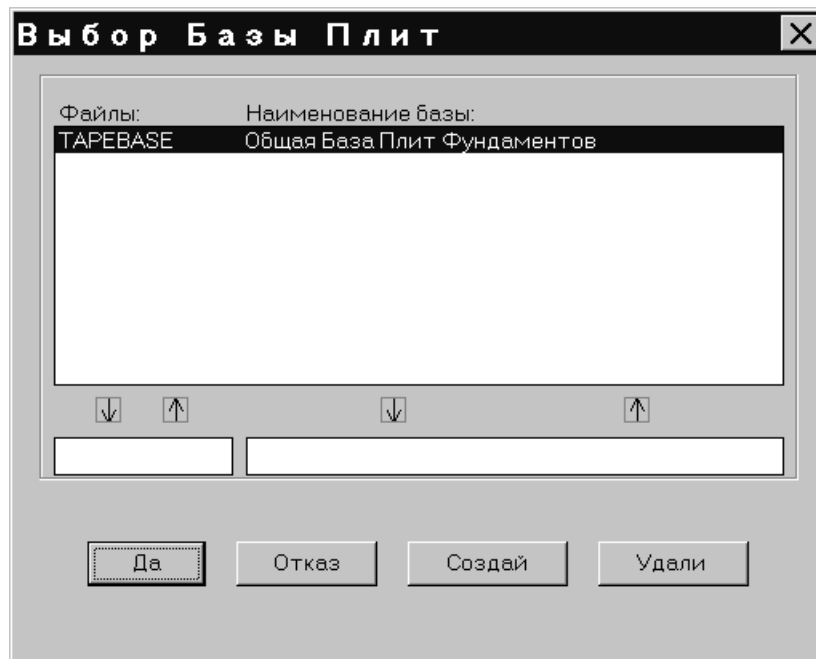 Выбор Базы Плит
Файлы: Наименование базы:
TAPEBASE Общая База Плит Фундаментов
Да Отказ Создай Удали